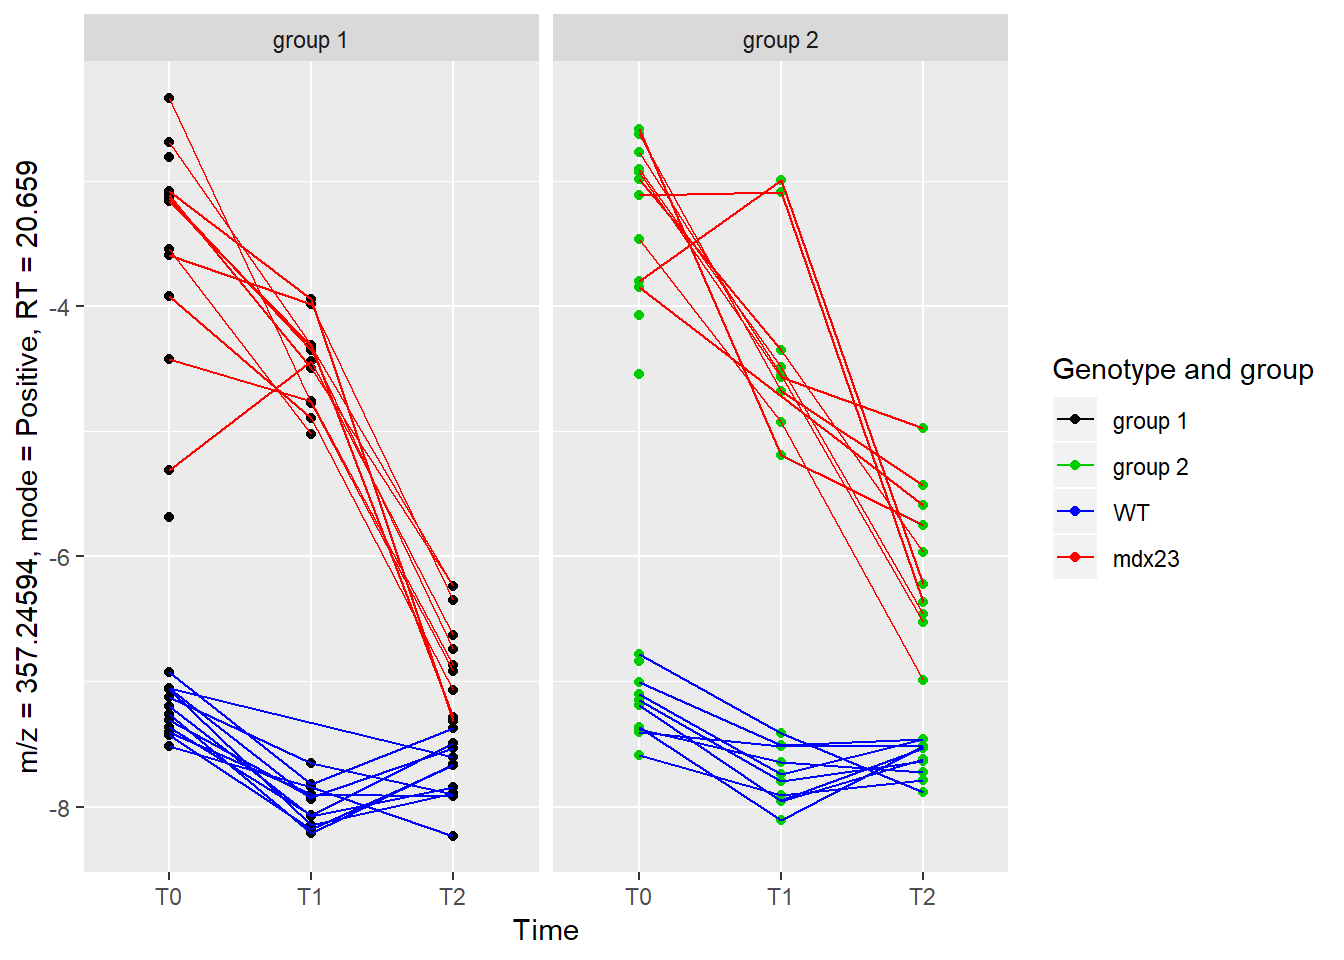 group 1
group 2
m/z = 357.24594, mode = Positive, RT = 20.659
-4
-6
-8
T0
T1
T2
T0
T1
T2
Time
Genotype and group
group 1
group 2
WT
mdx23